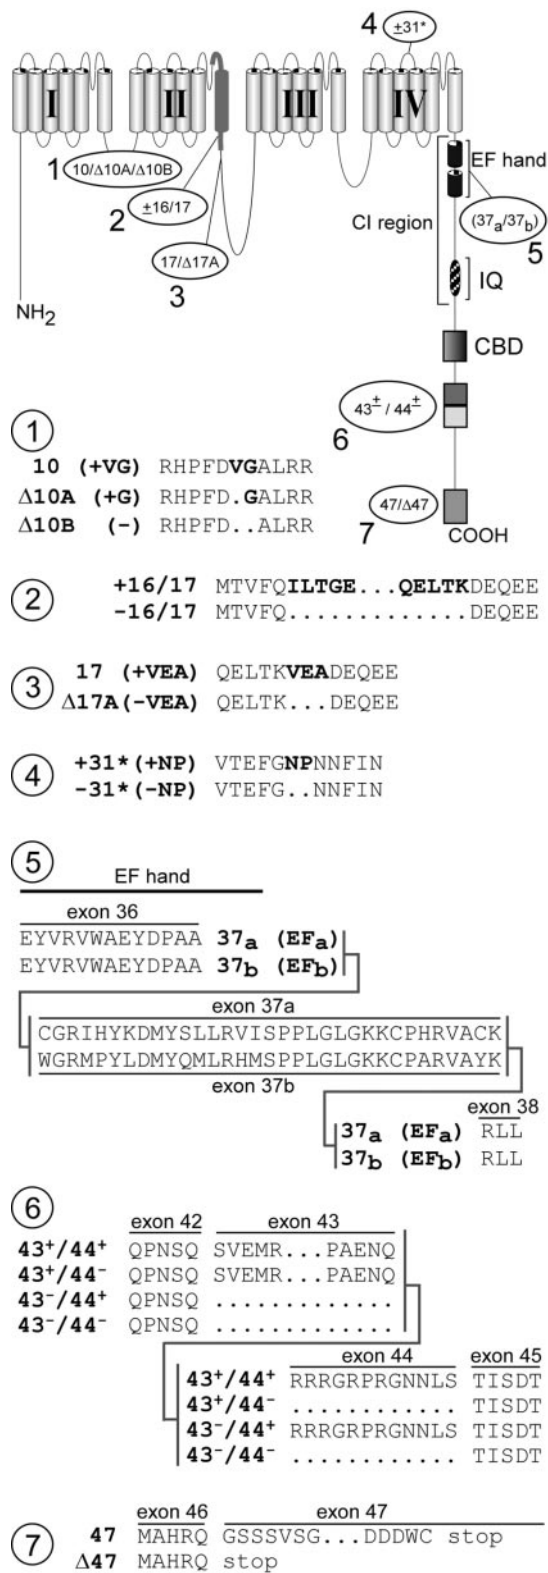 4 ±31*
I II III IV
1 10/Δ10A/Δ10B
2 ±16/17
17/Δ17A
3
EF hand
CI region
(37a/37b)
5
NH2
IQ
CBD
43± / 44±
6
47/Δ47
7
COOH
1
10 (+VG) RHPFDVGALRR
Δ10A (+G) RHPFD.GALRR
Δ10B (-) RHPFD..ALRR
2
+16/17 MTVFQILTGE...QELTKDEQEE
-16/17 MTVFQ.............DEQEE
3
17 (+VEA) QELTKVEADEQEE
Δ17A(-VEA) QELTK...DEQEE
4
+31*(+NP) VTEFGNPNNFIN
-31*(-NP) VTEFG..NNFIN
5
EF hand
exon 36
EYVRVWAEYDPAA 37a (EFa)
EYVRVWAEYDPAA 37b (EFb)
exon 37a
CGRIHYKDMYSLLRVISPPLGLGKKCPHRVACK
WGRMPYLDMYQMLRHMSPPLGLGKKCPARVAYK
exon 37b
exon 38
37a (EFa) RLL
37b (EFb) RLL
6
exon 42 exon 43
43+/44+ QPNSQ SVEMR...PAENQ
43+/44- QPNSQ SVEMR...PAENQ
43-/44+ QPNSQ .............
43-/44- QPNSQ .............
exon 44 exon 45
43+/44+ RRRGRPRGNNLS TISDT
43+/44- ............ TISDT
43-/44+ RRRGRPRGNNLS TISDT
43-/44- ............ TISDT
7
exon 46 exon 47
47 MAHRQ GSSSVSG...DDDWC stop
Δ47 MAHRQ stop